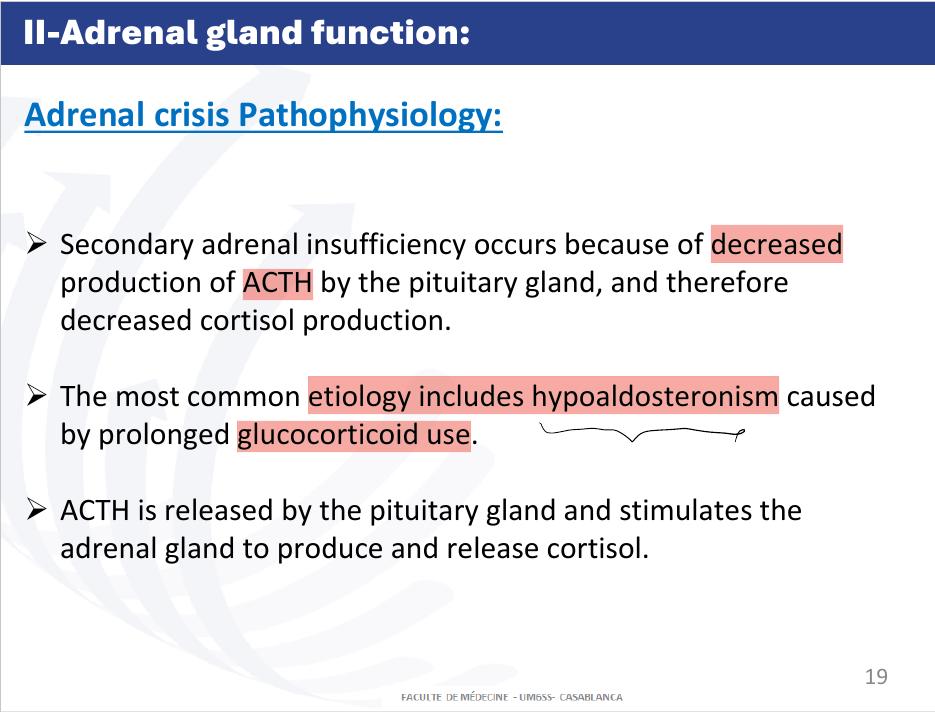 II-Adrenal gland function:
Adrenal crisis Pathophysiology:
➢ Secondary adrenal insufficiency occurs because of decreased
production of ACTH by the pituitary gland, and therefore
decreased cortisol production.
➢ The most common etiology includes hypoaldosteronism caused
by prolonged glucocorticoid use.
➢ ACTH is released by the pituitary gland and stimulates the
adrenal gland to produce and release cortisol.
19
FACULTE DE MÉDECINE - UM6SS- CASABLANCA